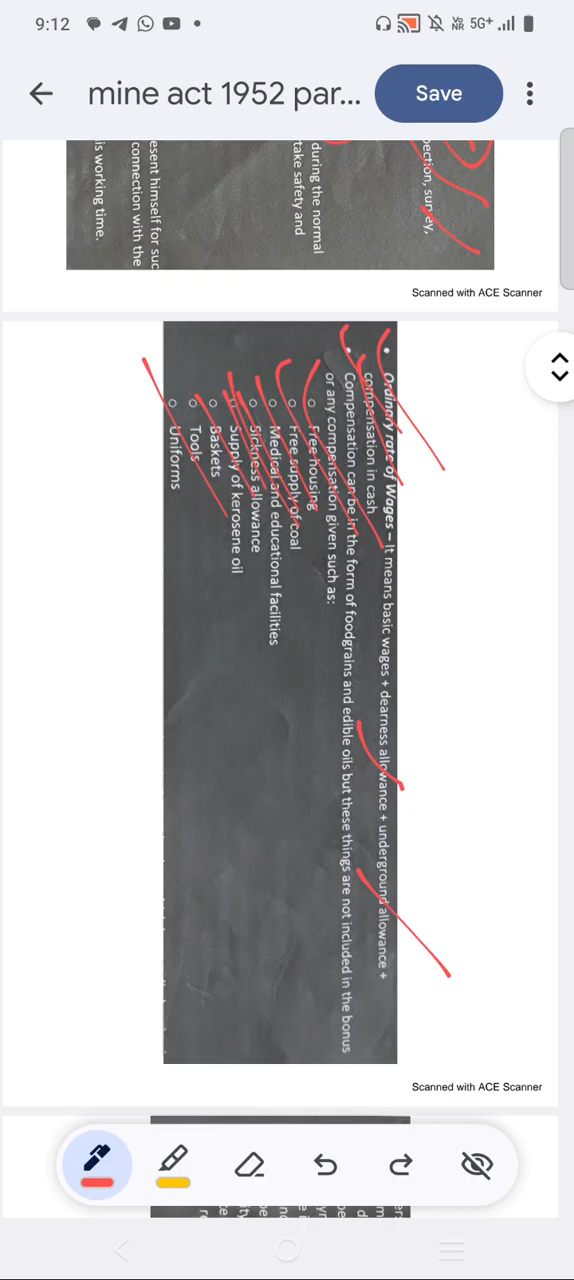 9:12
5G+
mine act 1952 par...
Save
ection, survey,
during the normal
take safety and
esent himself for suc
connection with the
is working time.
Scanned with ACE Scanner
• Ordinary rate of Wages – It means basic wages + dearness allowance + underground allowance +
compensation in cash
• Compensation can be in the form of foodgrains and edible oils but these things are not included in the bonus
or any compensation given such as:
o Free housing
o Free supply of coal
o Medical and educational facilities
o Sickness allowance
o Supply of kerosene oil
o Baskets
o Tools
o Uniforms
Scanned with ACE Scanner